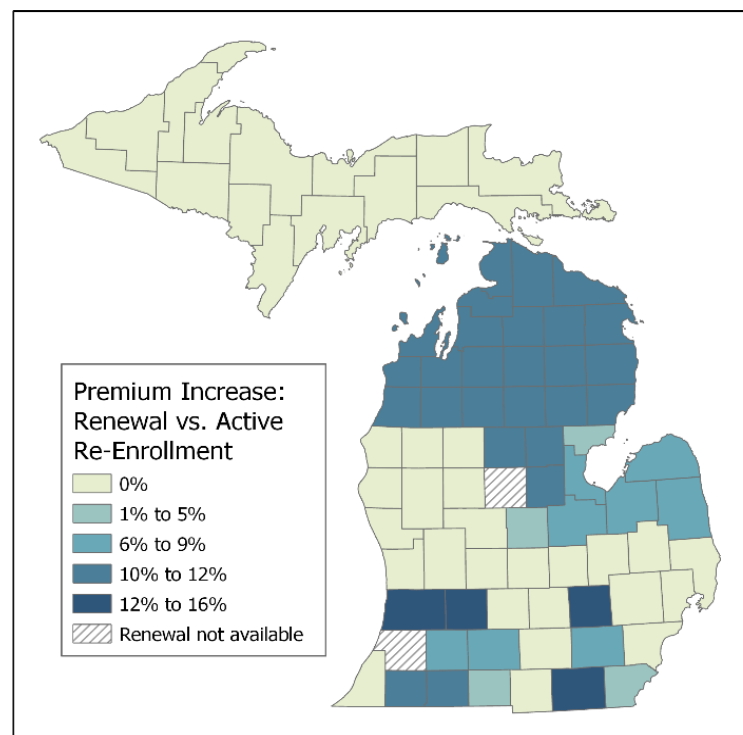 Premium Increase:
Renewal vs. Active
Re-Enrollment
0%
1% to 5%
6% to 9%
10% to 12%
12% to 16%
Renewal not available